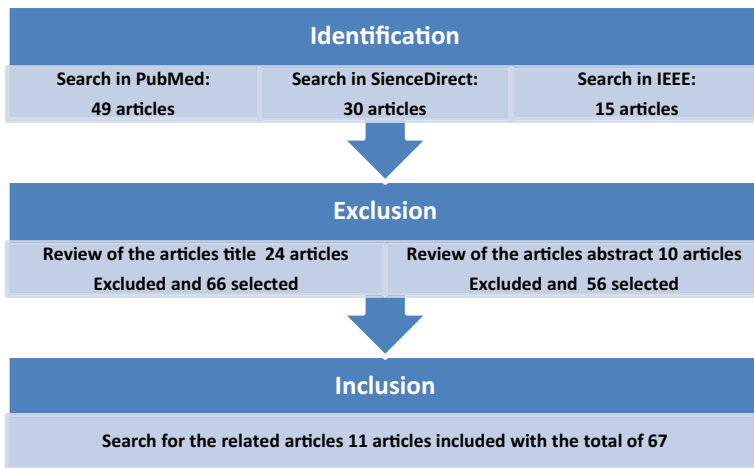 Identification
Search in PubMed:
49 articles
Search in SienceDirect:
30 articles
Search in IEEE:
15 articles
Exclusion
Review of the articles title 24 articles
Excluded and 66 selected
Review of the articles abstract 10 articles
Excluded and 56 selected
Inclusion
Search for the related articles 11 articles included with the total of 67